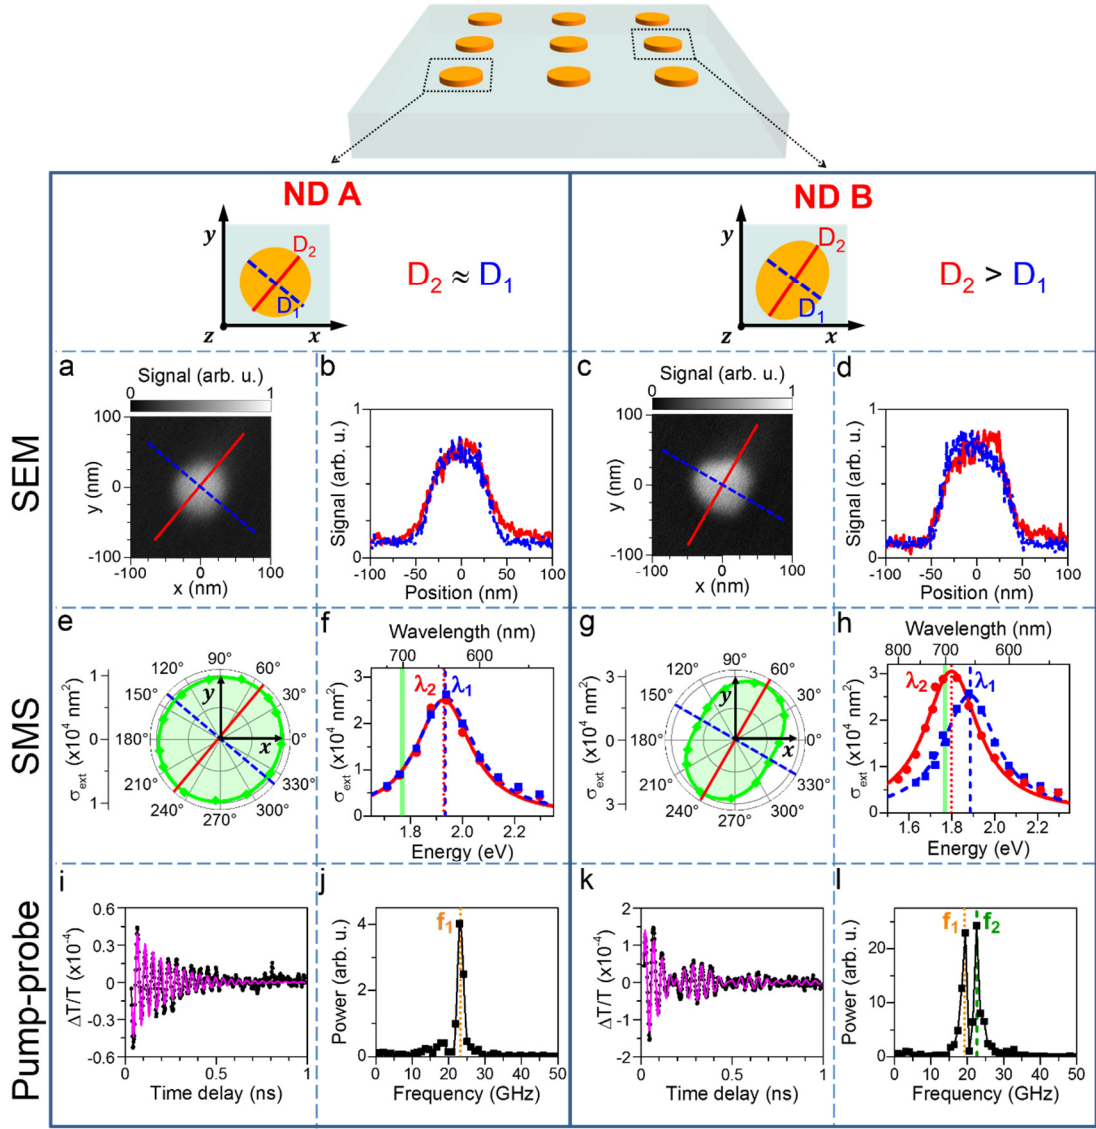 ND A
ND B
y
D2
D1
z
x
D2 ≈ D1
y
D2
D1
z
x
D2 > D1
SEM
a
Signal (arb. u.)
0
1
100
0
-100
y (nm)
-100
0
100
x (nm)
b
1
0
Signal (arb. u.)
-100
-50
0
50
100
Position (nm)
c
Signal (arb. u.)
0
1
100
0
-100
y (nm)
-100
0
100
x (nm)
d
1
0
Signal (arb. u.)
-100
-50
0
50
100
Position (nm)
SMS
e
1
0
1
σext (x10⁴ nm²)
90°
120°
60°
150°
30°
180°
0°
210°
330°
240°
300°
270°
y
x
f
Wavelength (nm)
700
600
λ2
λ1
3
2
1
0
σext (x10⁴ nm²)
1.8
2.0
2.2
Energy (eV)
g
3
0
3
σext (x10⁴ nm²)
90°
120°
60°
150°
30°
180°
0°
210°
330°
240°
300°
270°
y
x
h
Wavelength (nm)
800
700
600
λ2
λ1
3
2
1
0
σext (x10⁴ nm²)
1.6
1.8
2.0
2.2
Energy (eV)
Pump-probe
i
0.6
0.3
0
-0.3
-0.6
ΔT/T (x10⁻⁴)
0
0.5
1
Time delay (ns)
j
f1
4
2
0
Power (arb. u.)
0
10
20
30
40
50
Frequency (GHz)
k
2
1
0
-1
-2
ΔT/T (x10⁻⁴)
0
0.5
1
Time delay (ns)
l
f1
f2
20
10
0
Power (arb. u.)
0
10
20
30
40
50
Frequency (GHz)